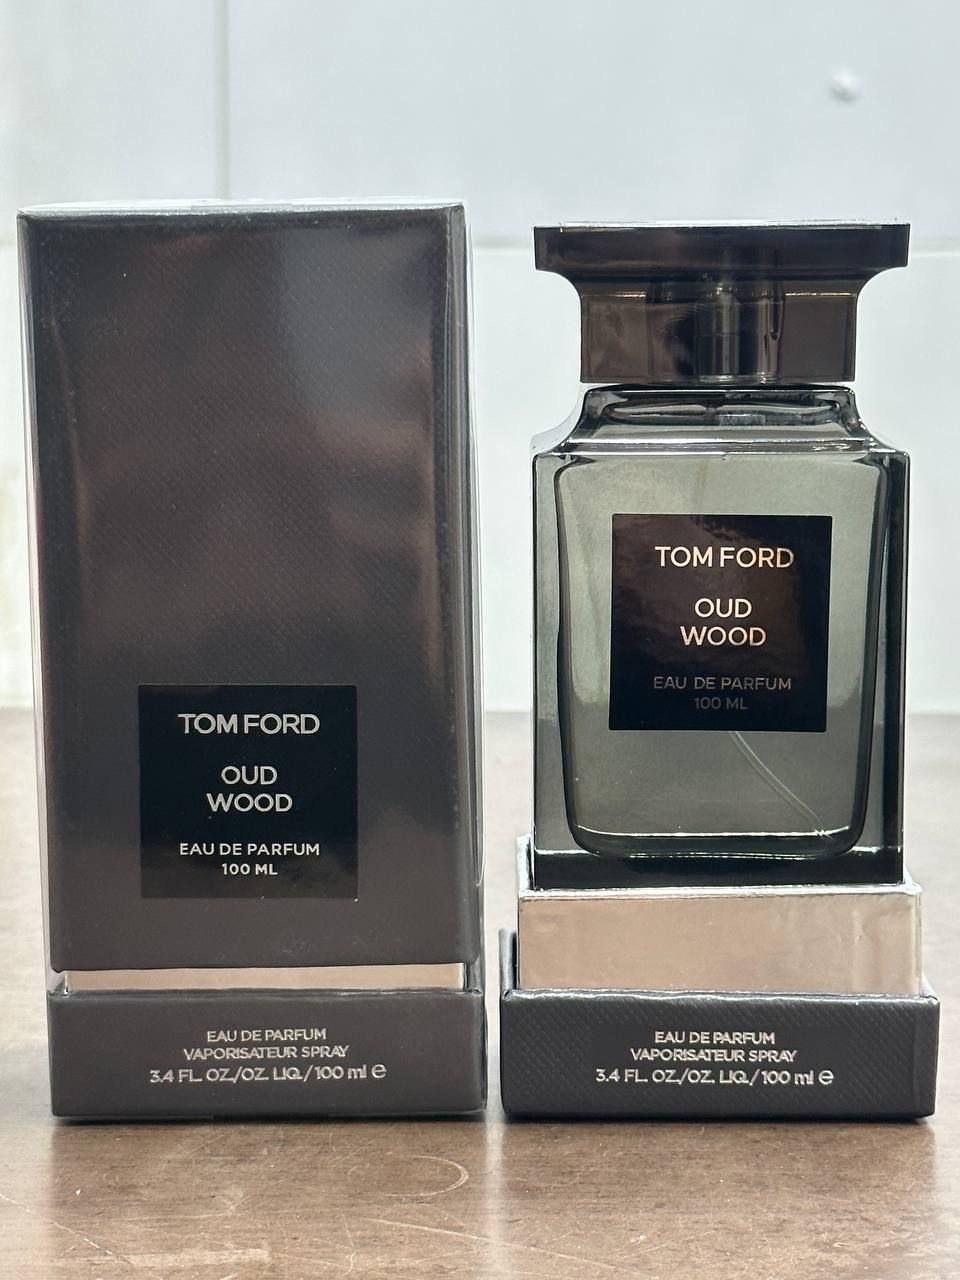 TOM FORD
OUD
WOOD
EAU DE PARFUM
100 ML
EAU DE PARFUM
VAPORISATEUR SPRAY
3.4 FL. OZ./OZ. LIQ./100 ml e
TOM FORD
OUD
WOOD
EAU DE PARFUM
100 ML
EAU DE PARFUM
VAPORISATEUR SPRAY
3.4 FL. OZ./OZ. LIQ./100 ml e